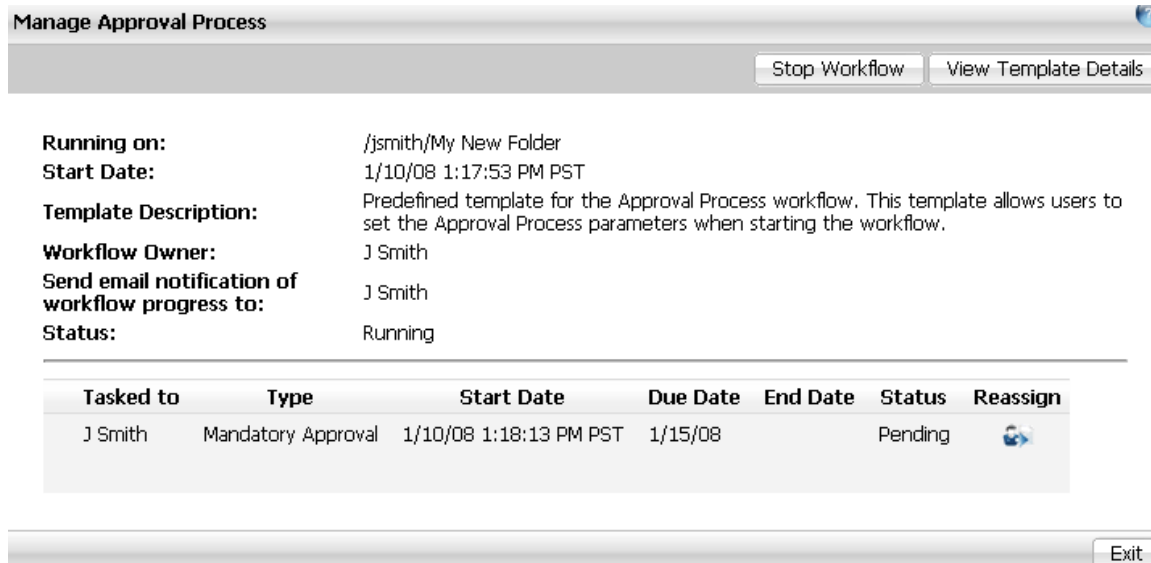 Manage Approval Process
Stop Workflow View Template Details
Running on: /jsmith/My New Folder
Start Date: 1/10/08 1:17:53 PM PST
Template Description: Predefined template for the Approval Process workflow. This template allows users to
set the Approval Process parameters when starting the workflow.
Workflow Owner: J Smith
Send email notification of
workflow progress to: J Smith
Status: Running
Tasked to Type Start Date Due Date End Date Status Reassign
J Smith Mandatory Approval 1/10/08 1:18:13 PM PST 1/15/08 Pending
Exit